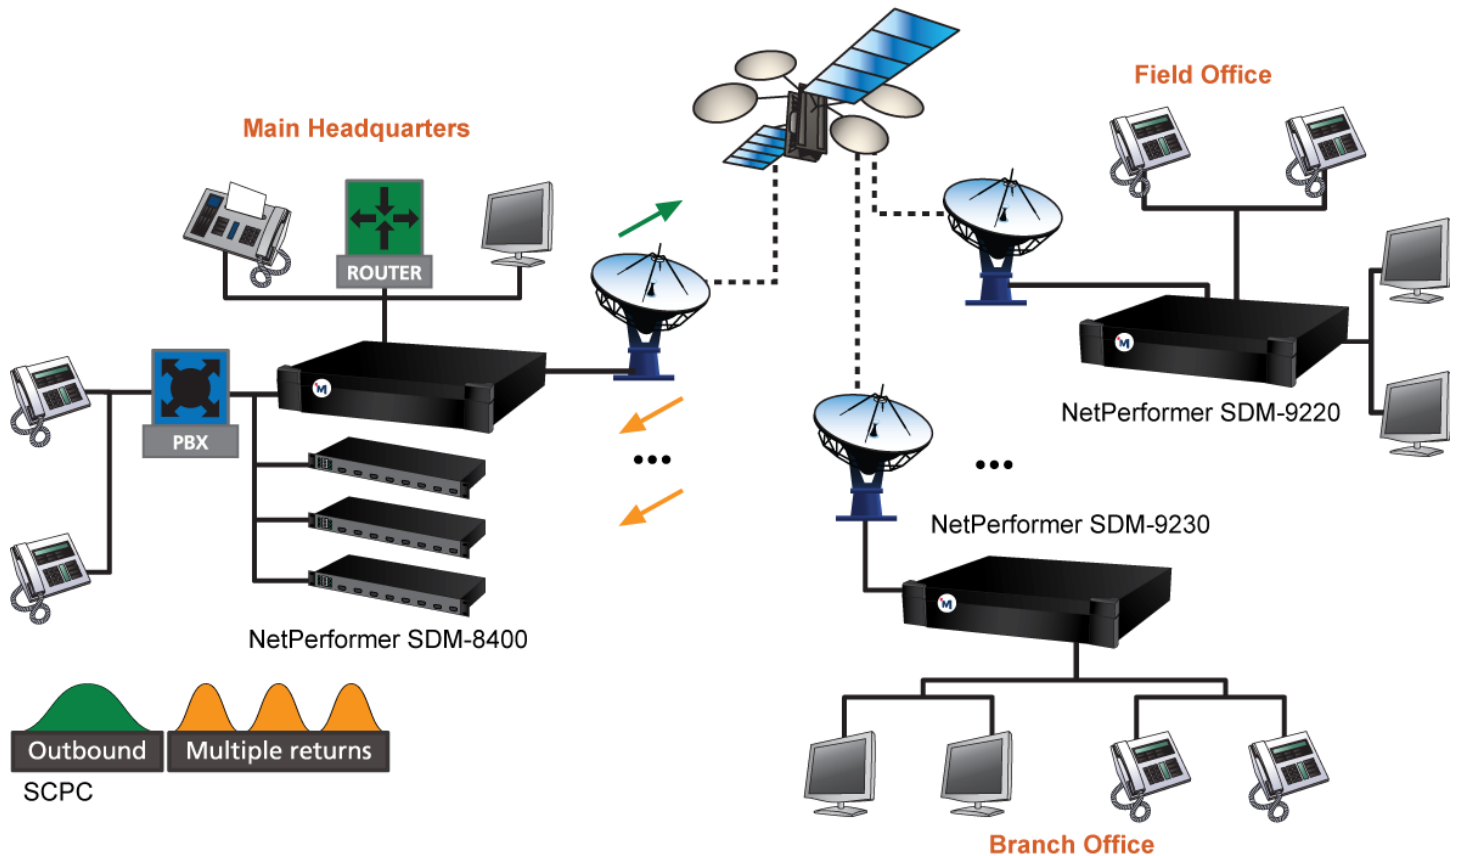 Field Office
Main Headquarters
ROUTER
PBX
NetPerformer SDM-9220
NetPerformer SDM-9230
NetPerformer SDM-8400
Outbound
Multiple returns
SCPC
Branch Office
M
M
M